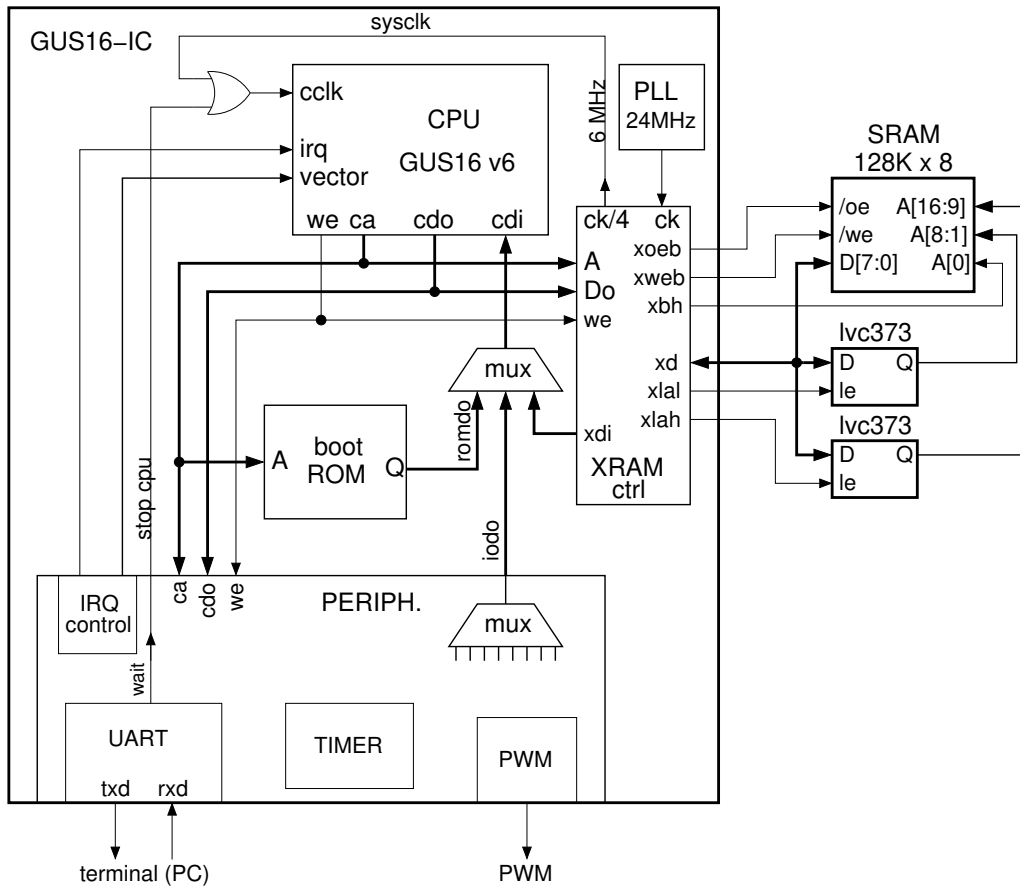 sysclk
GUS16−IC
cclk
CPU
GUS16 v6
irq
vector
we ca cdo cdi
6 MHz
PLL
24MHz
ck/4 ck
A
Do
we
xoeb
xweb
xbh
xd
xlal
xlah
xdi
XRAM
ctrl
SRAM
128K x 8
/oe A[16:9]
/we A[8:1]
D[7:0] A[0]
lvc373
D Q
le
lvc373
D Q
le
mux
romdo
iodo
boot
ROM
A Q
stop cpu
ca
cdo
we
IRQ
control
PERIPH.
mux
wait
UART
txd rxd
TIMER
PWM
terminal (PC)
PWM